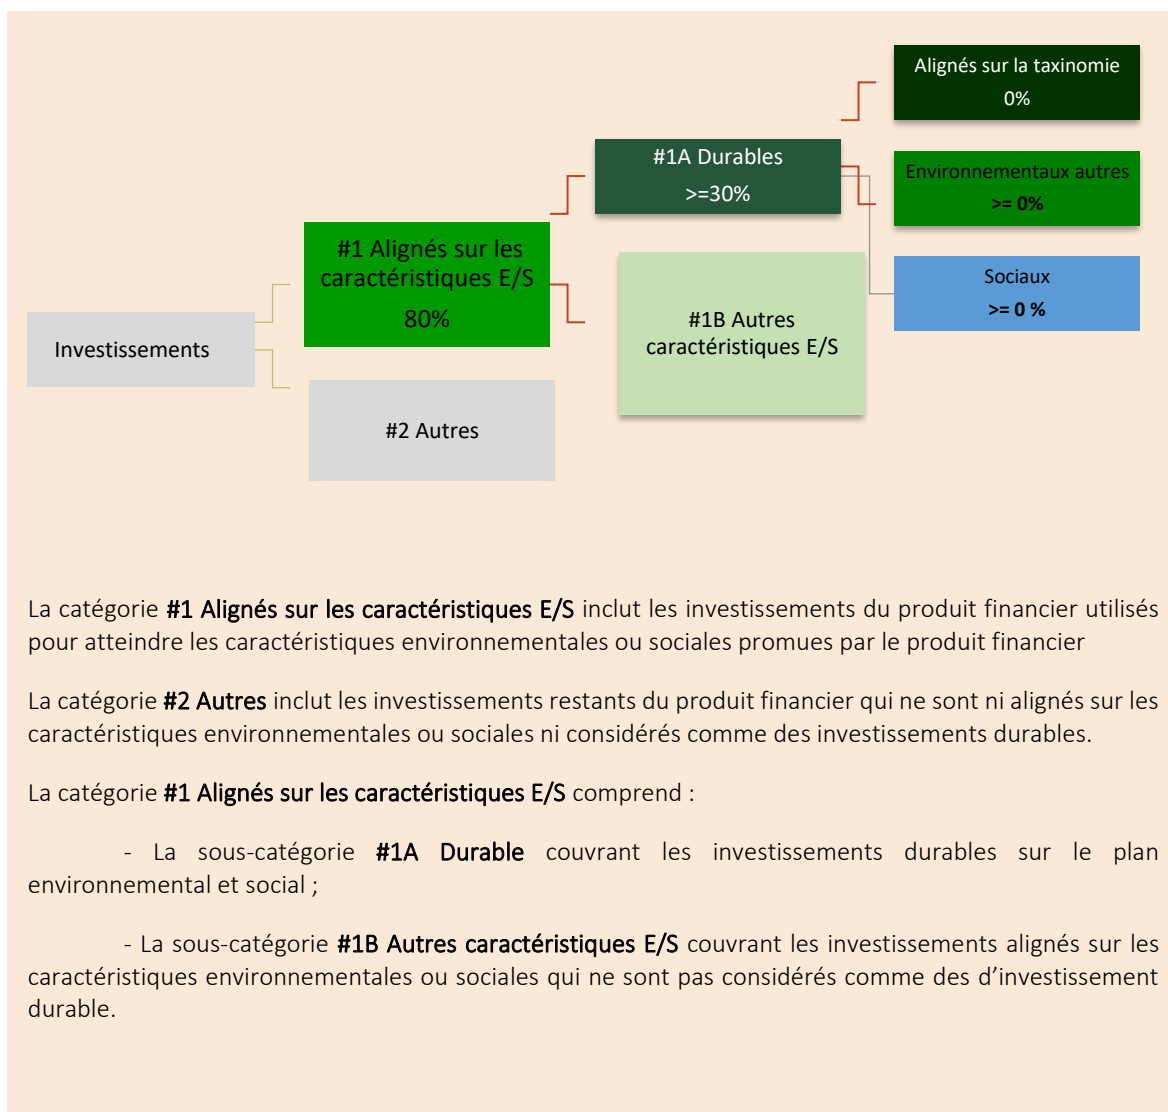 Alignés sur la taxinomie
0%
#1A Durables
>=30%
Environnementaux autres
>= 0%
#1 Alignés sur les
caractéristiques E/S
80%
Sociaux
>= 0 %
#1B Autres
caractéristiques E/S
Investissements
#2 Autres
La catégorie #1 Alignés sur les caractéristiques E/S inclut les investissements du produit financier utilisés
pour atteindre les caractéristiques environnementales ou sociales promues par le produit financier
La catégorie #2 Autres inclut les investissements restants du produit financier qui ne sont ni alignés sur les
caractéristiques environnementales ou sociales ni considérés comme des investissements durables.
La catégorie #1 Alignés sur les caractéristiques E/S comprend :
- La sous-catégorie #1A Durable couvrant les investissements durables sur le plan
environnemental et social ;
- La sous-catégorie #1B Autres caractéristiques E/S couvrant les investissements alignés sur les
caractéristiques environnementales ou sociales qui ne sont pas considérés comme des d’investissement
durable.